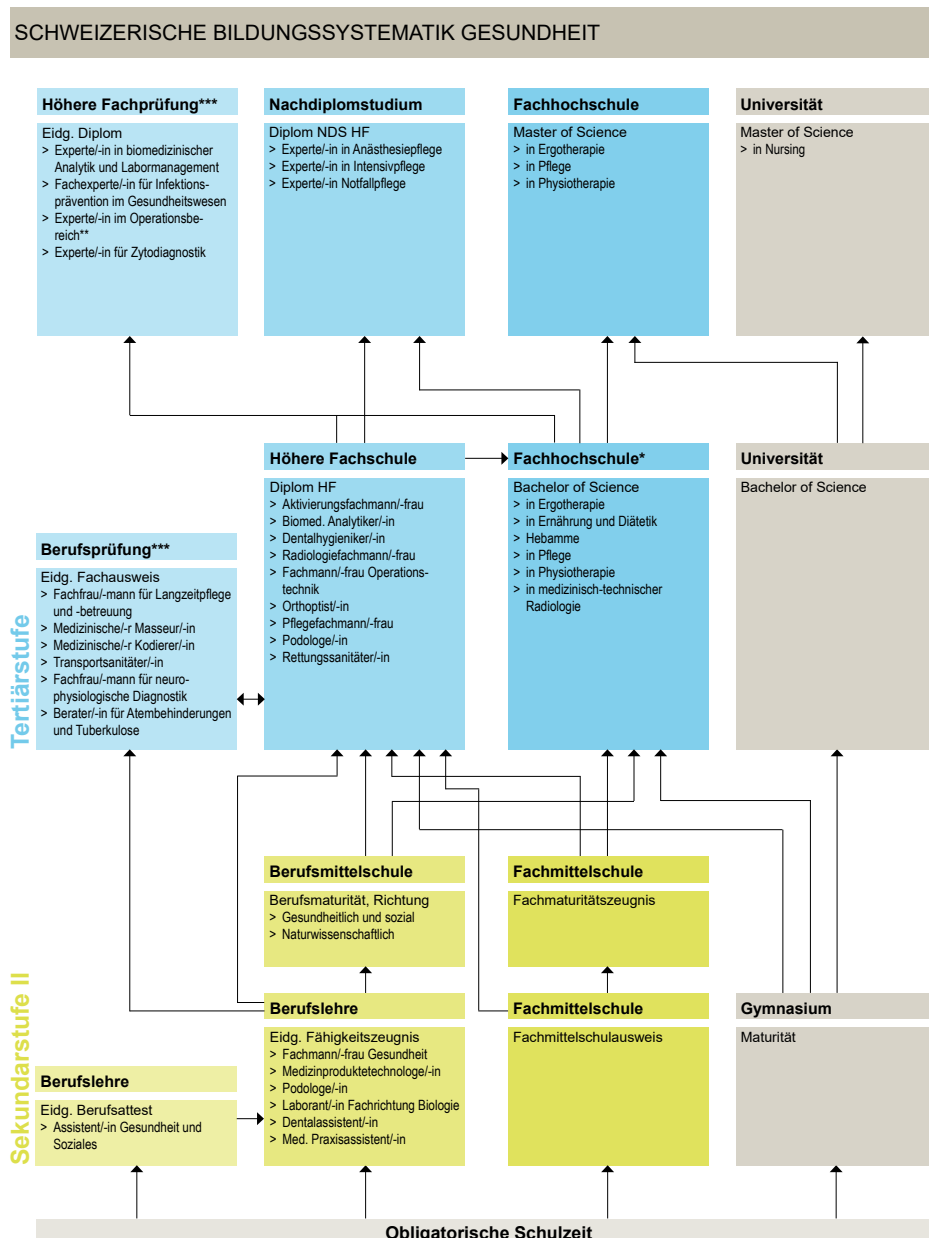 SCHWEIZERISCHE BILDUNGSSYSTEMATIK GESUNDHEIT
Höhere Fachprüfung***
Eidg. Diplom
> Experte/-in in biomedizinischer
Analytik und Labormanagement
> Fachexperte/-in für Infektions-
prävention im Gesundheitswesen
> Experte/-in im Operationsbe-
reich**
> Experte/-in für Zytodiagnostik
Nachdiplomstudium
Diplom NDS HF
> Experte/-in in Anästhesiepflege
> Experte/-in in Intensivpflege
> Experte/-in Notfallpflege
Fachhochschule
Master of Science
> in Ergotherapie
> in Pflege
> in Physiotherapie
Universität
Master of Science
> in Nursing
Tertiärstufe
Berufsprüfung***
Eidg. Fachausweis
> Fachfrau/-mann für Langzeitpflege
und -betreuung
> Medizinische/-r Masseur/-in
> Medizinische/-r Kodierer/-in
> Transportsanitäter/-in
> Fachfrau/-mann für neuro-
physiologische Diagnostik
> Berater/-in für Atembehinderungen
und Tuberkulose
Höhere Fachschule
Diplom HF
> Aktivierungsfachmann/-frau
> Biomed. Analytiker/-in
> Dentalhygieniker/-in
> Radiologiefachmann/-frau
> Fachmann/-frau Operations-
technik
> Orthoptist/-in
> Pflegefachmann/-frau
> Podologe/-in
> Rettungssanitäter/-in
Fachhochschule*
Bachelor of Science
> in Ergotherapie
> in Ernährung und Diätetik
> Hebamme
> in Pflege
> in Physiotherapie
> in medizinisch-technischer
Radiologie
Universität
Bachelor of Science
Sekundarstufe II
Berufsmittelschule
Berufsmaturität, Richtung
> Gesundheitlich und sozial
> Naturwissenschaftlich
Fachmittelschule
Fachmaturitätszeugnis
Berufslehre
Eidg. Berufsattest
> Assistent/-in Gesundheit und
Soziales
Berufslehre
Eidg. Fähigkeitszeugnis
> Fachmann/-frau Gesundheit
> Medizinproduktetechnologe/-in
> Podologe/-in
> Laborant/-in Fachrichtung Biologie
> Dentalassistent/-in
> Med. Praxisassistent/-in
Fachmittelschule
Fachmittelschulausweis
Gymnasium
Maturität
Obligatorische Schulzeit